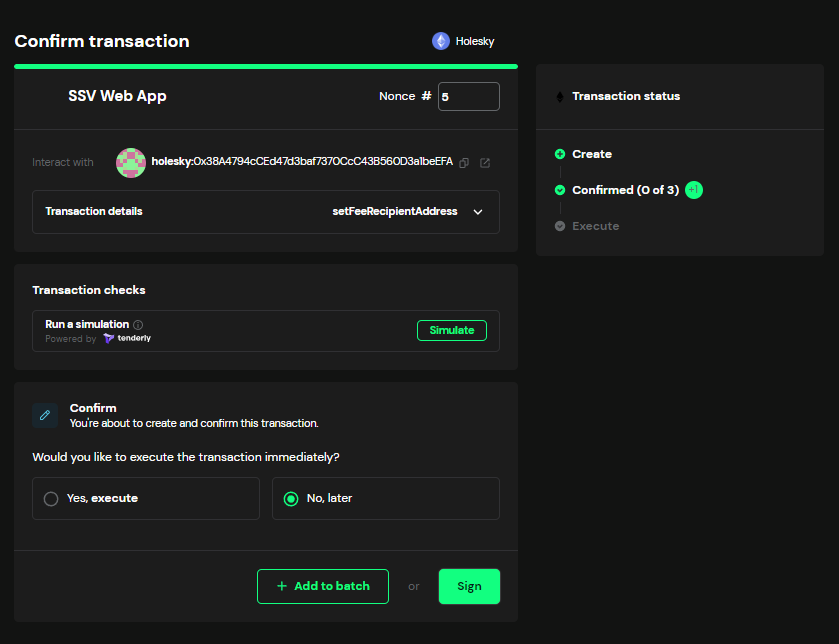 Confirm transaction
Holesky
SSV Web App
Nonce # 5
Interact with holesky:0x38A4794cCEd47d3baf7370CcC43B560D3a1beEFA
Transaction details setFeeRecipientAddress
Transaction checks
Run a simulation
Powered by tenderly
Simulate
Confirm
You're about to create and confirm this transaction.
Would you like to execute the transaction immediately?
Yes, execute
No, later
+ Add to batch or Sign
Transaction status
Create
Confirmed (0 of 3) +1
Execute